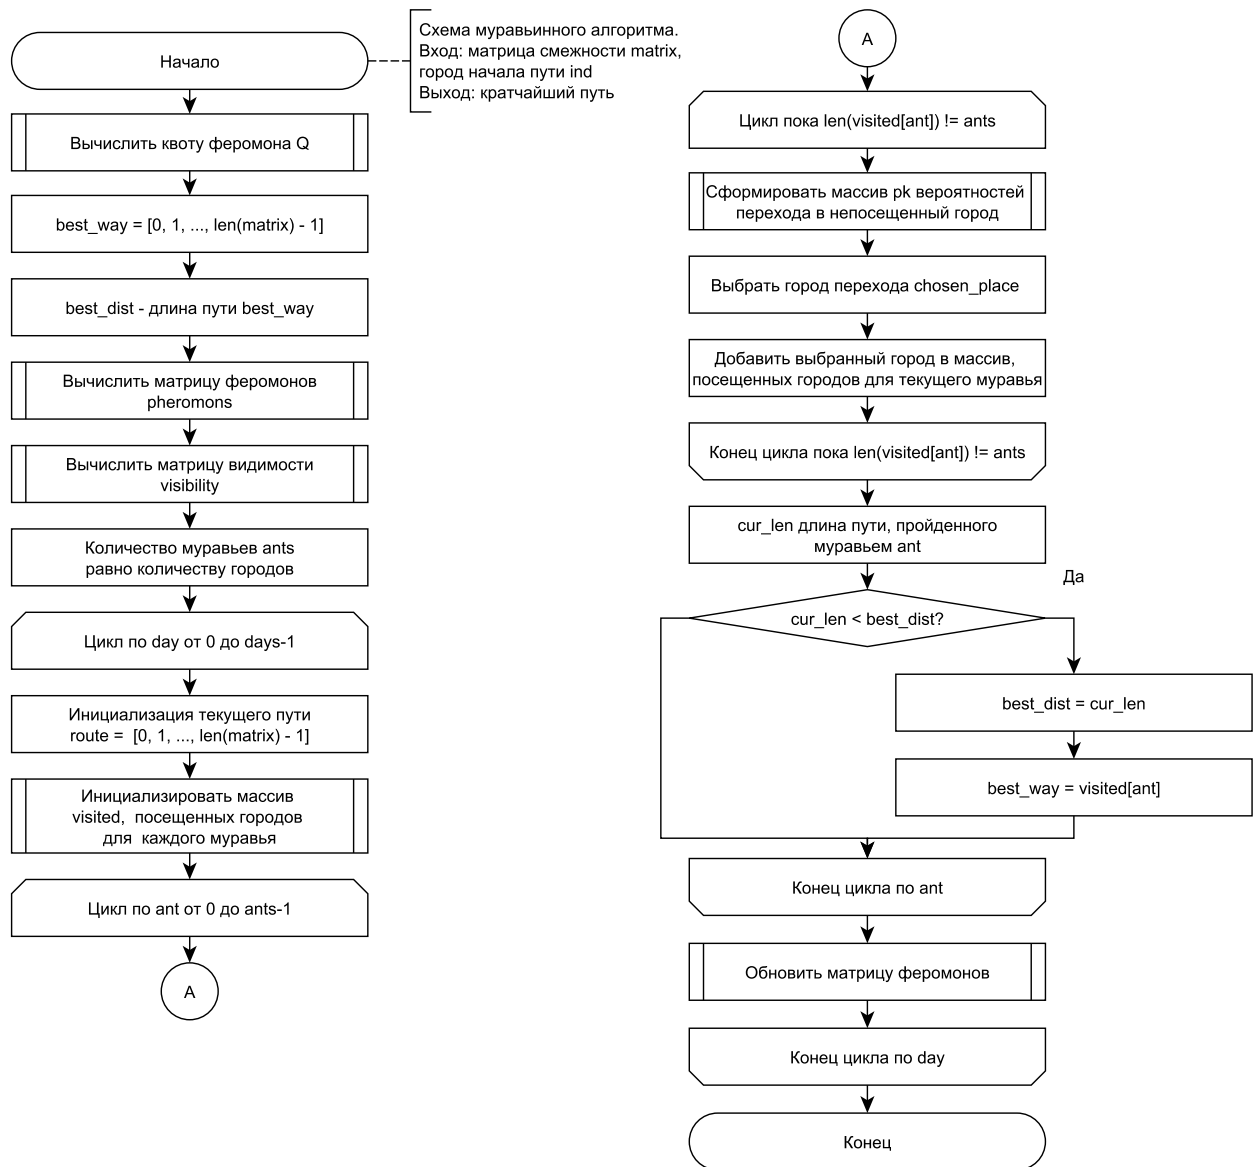 Начало
Схема муравьинного алгоритма.
Вход: матрица смежности matrix,
город начала пути ind
Выход: кратчайший путь
Вычислить квоту феромона Q
best_way = [0, 1, ..., len(matrix) - 1]
best_dist - длина пути best_way
Вычислить матрицу феромонов
pheromons
Вычислить матрицу видимости
visibility
Количество муравьев ants
равно количеству городов
Цикл по day от 0 до days-1
Инициализация текущего пути
route = [0, 1, ..., len(matrix) - 1]
Инициализировать массив
visited, посещенных городов
для каждого муравья
Цикл по ant от 0 до ants-1
A
A
Цикл пока len(visited[ant]) != ants
Сформировать массив pk вероятностей
перехода в непосещенный город
Выбрать город перехода chosen_place
Добавить выбранный город в массив,
посещенных городов для текущего муравья
Конец цикла пока len(visited[ant]) != ants
cur_len длина пути, пройденного
муравьем ant
Да
cur_len < best_dist?
best_dist = cur_len
best_way = visited[ant]
Конец цикла по ant
Обновить матрицу феромонов
Конец цикла по day
Конец